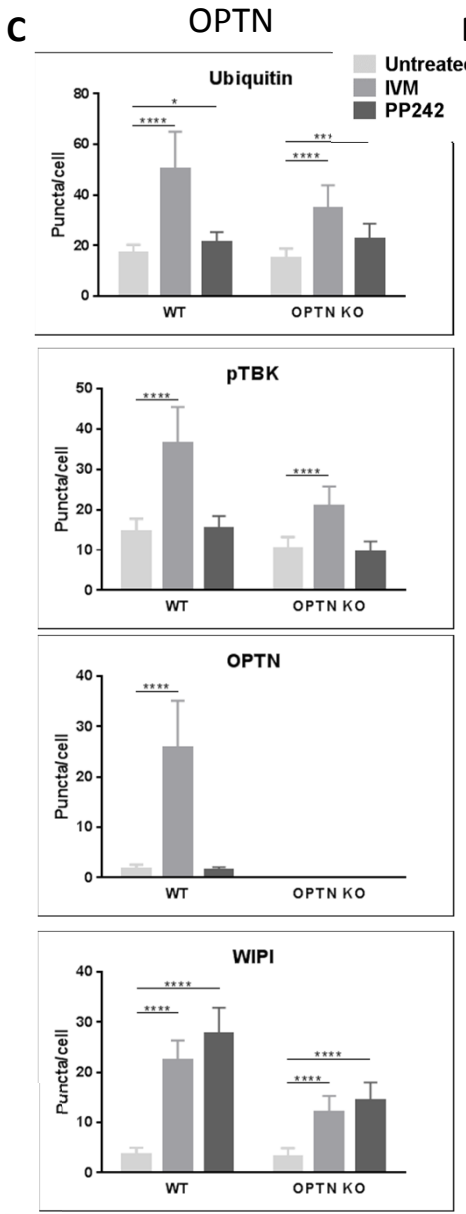 C
OPTN
Ubiquitin
IVM
PP242
Puncta/cell
80
60
40
20
0
*
****
****
WT
OPTN KO
pTBK
Puncta/cell
50
40
30
20
10
0
****
****
WT
OPTN KO
OPTN
Puncta/cell
40
30
20
10
0
****
WT
OPTN KO
WIPI
Puncta/cell
40
30
20
10
0
****
****
****
****
WT
OPTN KO